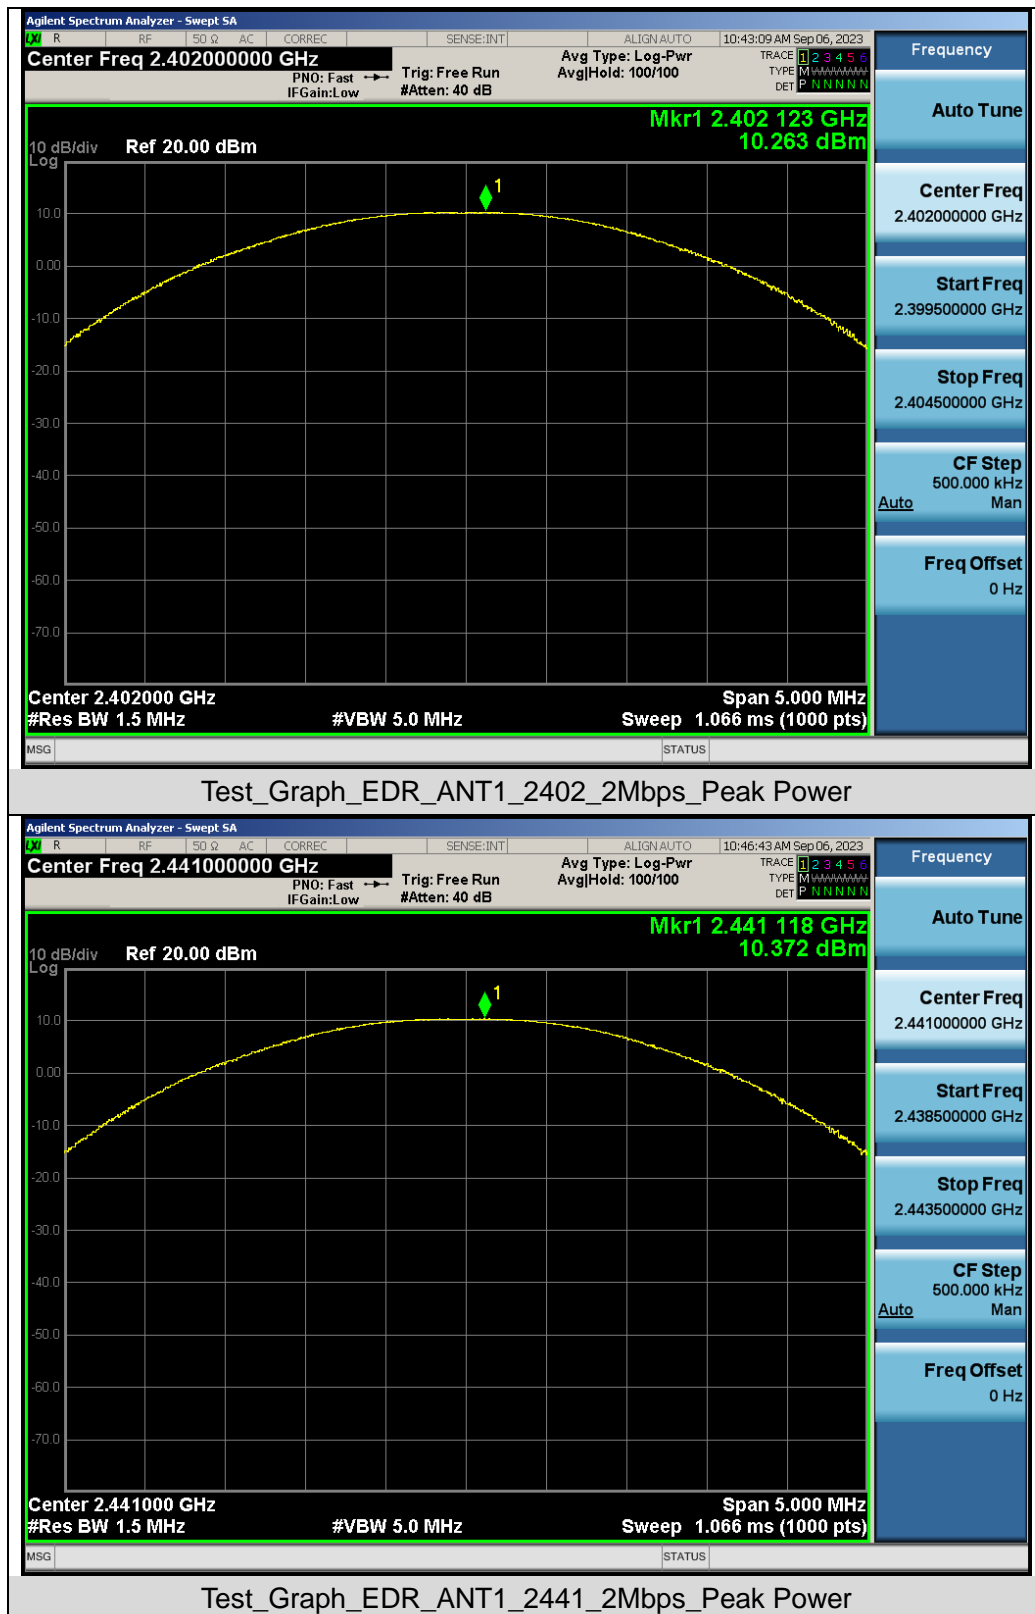 Agilent Spectrum Analyzer - Swept SA
LXI R RF 50 Ω AC CORREC SENSE:INT ALIGN AUTO 10:43:09 AM Sep 06, 2023
Center Freq 2.402000000 GHz
PNO: Fast
IFGain:Low
Trig: Free Run
#Atten: 40 dB
Avg Type: Log-Pwr
Avg|Hold: 100/100
TRACE 1 2 3 4 5 6
TYPE M WWWWW
DET P N N N N N
Mkr1 2.402 123 GHz
10.263 dBm
10 dB/div Ref 20.00 dBm
Log
1
10.0
0.00
-10.0
-20.0
-30.0
-40.0
-50.0
-60.0
-70.0
Center 2.402000 GHz Span 5.000 MHz
#Res BW 1.5 MHz #VBW 5.0 MHz Sweep 1.066 ms (1000 pts)
MSG STATUS
Frequency
Auto Tune
Center Freq
2.402000000 GHz
Start Freq
2.399500000 GHz
Stop Freq
2.404500000 GHz
CF Step
500.000 kHz
Auto Man
Freq Offset
0 Hz
Test_Graph_EDR_ANT1_2402_2Mbps_Peak Power
Agilent Spectrum Analyzer - Swept SA
LXI R RF 50 Ω AC CORREC SENSE:INT ALIGN AUTO 10:46:43 AM Sep 06, 2023
Center Freq 2.441000000 GHz
PNO: Fast
IFGain:Low
Trig: Free Run
#Atten: 40 dB
Avg Type: Log-Pwr
Avg|Hold: 100/100
TRACE 1 2 3 4 5 6
TYPE M WWWWW
DET P N N N N N
Mkr1 2.441 118 GHz
10.372 dBm
10 dB/div Ref 20.00 dBm
Log
1
10.0
0.00
-10.0
-20.0
-30.0
-40.0
-50.0
-60.0
-70.0
Center 2.441000 GHz Span 5.000 MHz
#Res BW 1.5 MHz #VBW 5.0 MHz Sweep 1.066 ms (1000 pts)
MSG STATUS
Frequency
Auto Tune
Center Freq
2.441000000 GHz
Start Freq
2.438500000 GHz
Stop Freq
2.443500000 GHz
CF Step
500.000 kHz
Auto Man
Freq Offset
0 Hz
Test_Graph_EDR_ANT1_2441_2Mbps_Peak Power